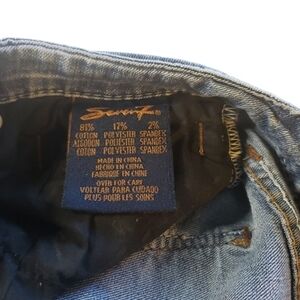 Seven7®
81% 17% 2%
COTTON POLYESTER SPANDEX
ALGODON POLIESTER SPANDEX
COTON POLYESTER SPANDEX
MADE IN CHINA
HECHO EN CHINA
FABRIQUE EN CHINE
OVER FOR CARE
VOLTEAR PARA CUIDADO
PLUS POUR LES SOINS